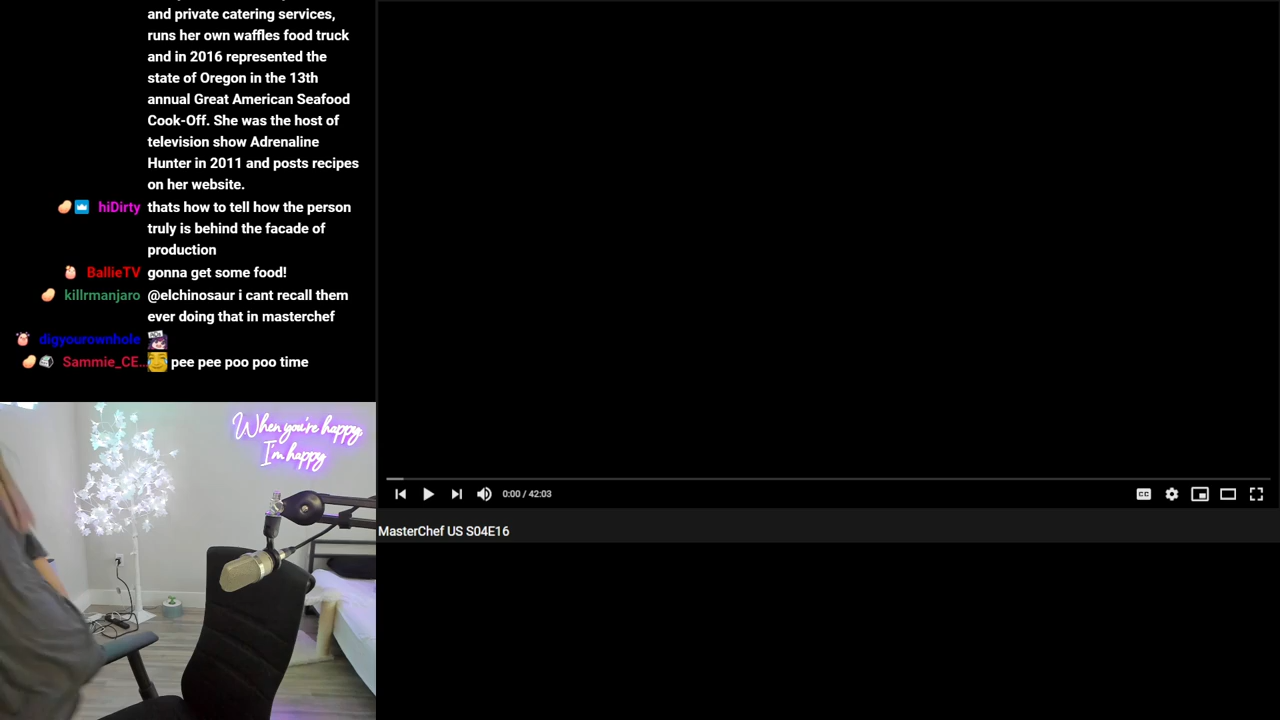 and private catering services,
runs her own waffles food truck
and in 2016 represented the
state of Oregon in the 13th
annual Great American Seafood
Cook-Off. She was the host of
television show Adrenaline
Hunter in 2011 and posts recipes
on her website.
hiDirty thats how to tell how the person
truly is behind the facade of
production
BallieTV gonna get some food!
killrmanjaro @elchinosaur i cant recall them
ever doing that in masterchef
digyourownhole
Sammie_CE... pee pee poo poo time
When you're happy,
I'm happy
0:00 / 42:03
CC
MasterChef US S04E16